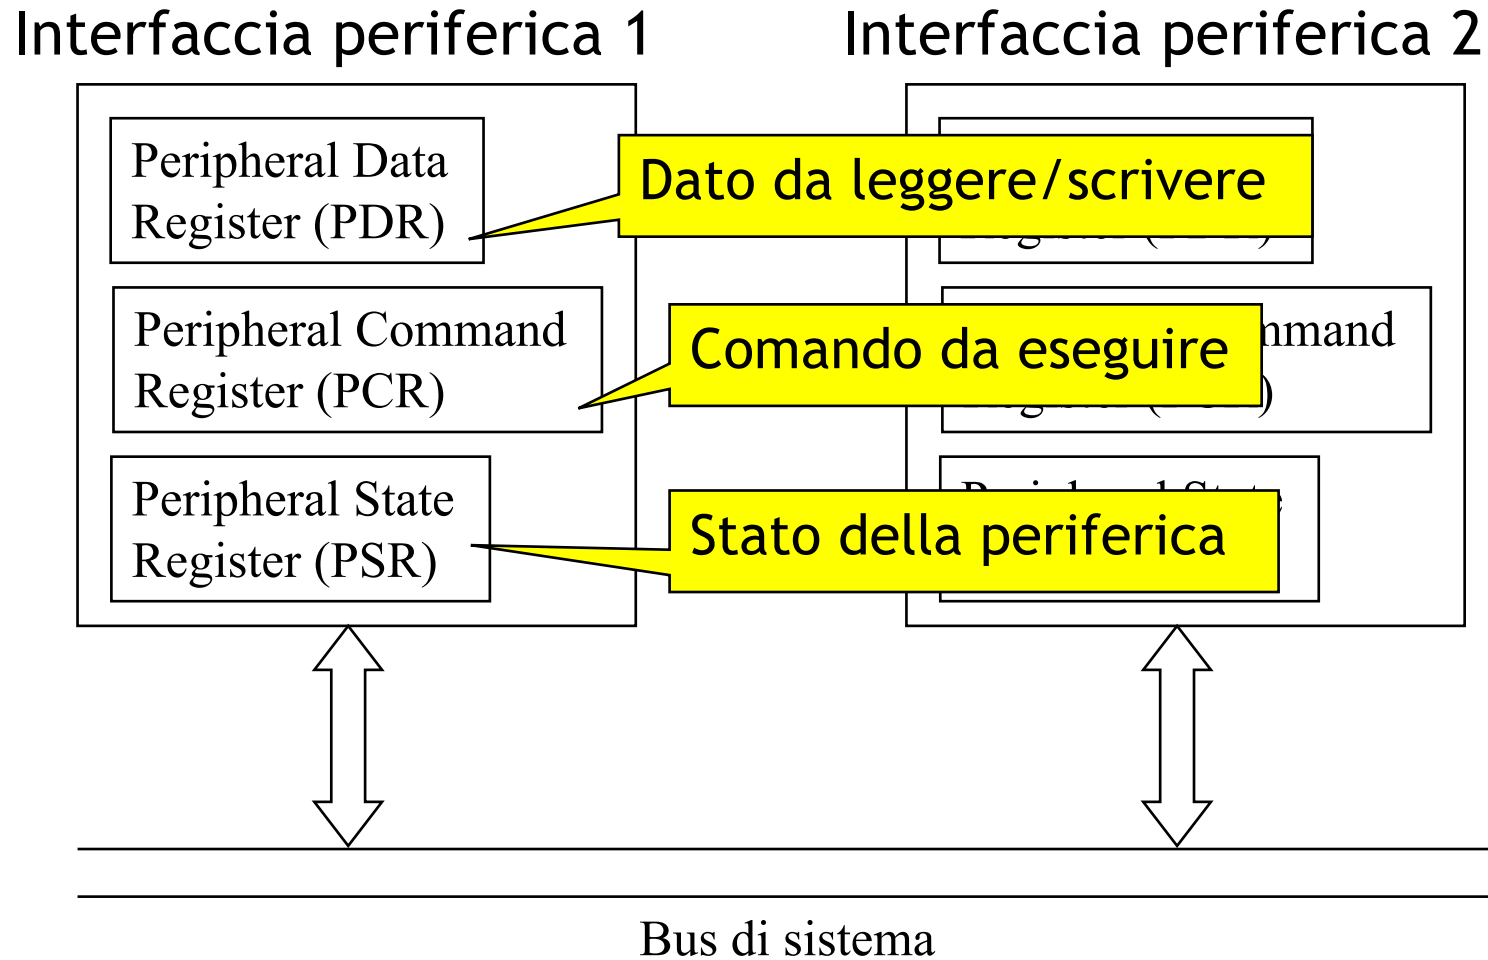 Interfaccia periferica 1
Interfaccia periferica 2
Peripheral Data
Register (PDR)
Dato da leggere/scrivere
Peripheral Command
Register (PCR)
Comando da eseguire
mmand
Peripheral State
Register (PSR)
Stato della periferica
Bus di sistema